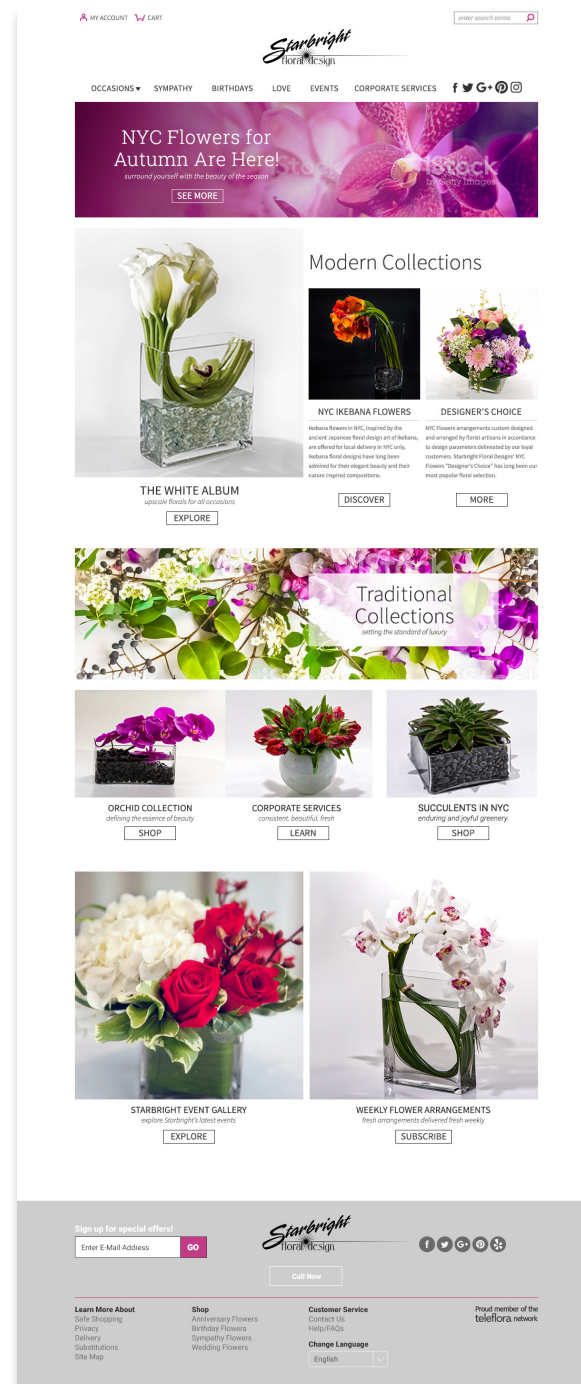 MY ACCOUNT CART
enter search terms
Starbright
floral design
OCCASIONS SYMPATHY BIRTHDAYS LOVE EVENTS CORPORATE SERVICES
NYC Flowers for
Autumn Are Here!
surround yourself with the beauty of the season
SEE MORE
iStock
iStock
by Getty Images
Modern Collections
THE WHITE ALBUM
upscale florals for all occasions
EXPLORE
NYC IKEBANA FLOWERS
Ikebana flowers in NYC, inspired by the
ancient Japanese floral design art of Ikebana,
are offered for local delivery in NYC only.
Ikebana floral designs have long been
admired for their elegant beauty and their
nature inspired compositions.
DISCOVER
DESIGNER'S CHOICE
NYC Flowers arrangements custom designed
and arranged by florist artisans in accordance
to design parameters delineated by our loyal
customers. Starbright Floral Designs' NYC
Flowers "Designer's Choice" has long been our
most popular floral selection.
MORE
iStock
Traditional
Collections
setting the standard of luxury
ORCHID COLLECTION
defining the essence of beauty
SHOP
CORPORATE SERVICES
consistent, beautiful, fresh
LEARN
SUCCULENTS IN NYC
enduring and joyful greenery
SHOP
STARBRIGHT EVENT GALLERY
explore Starbright's latest events
EXPLORE
WEEKLY FLOWER ARRANGEMENTS
fresh arrangements delivered fresh weekly
SUBSCRIBE
Sign up for special offers!
Enter E-Mail Address GO
Starbright
floral design
Call Now
Learn More About
Safe Shopping
Privacy
Delivery
Substitutions
Site Map
Shop
Anniversary Flowers
Birthday Flowers
Sympathy Flowers
Wedding Flowers
Customer Service
Contact Us
Help/FAQs
Change Language
English
Proud member of the
teleflora. network